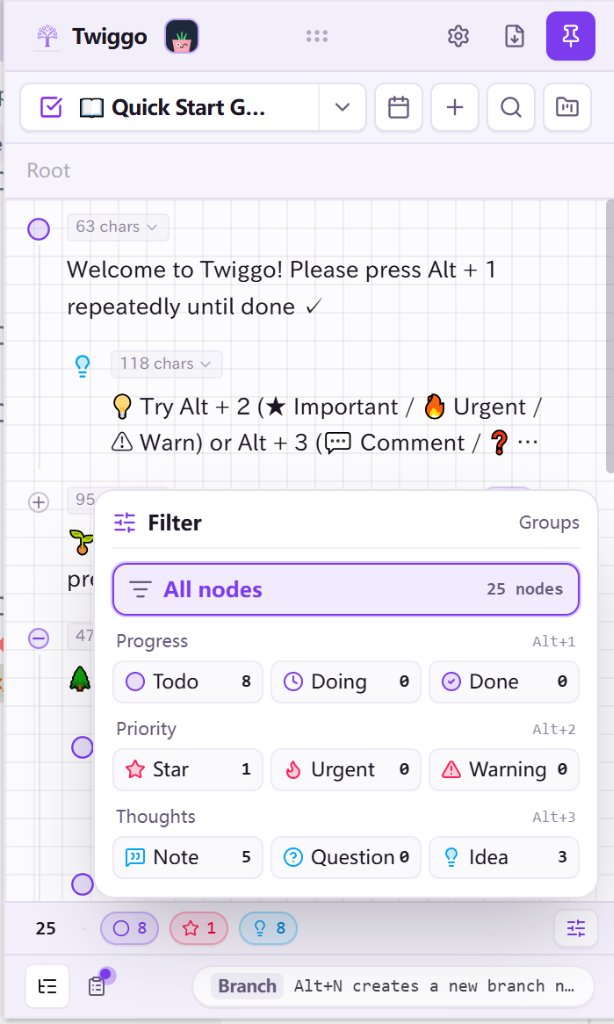 Twiggo
📖 Quick Start G...
Root
63 chars
Welcome to Twiggo! Please press Alt + 1
repeatedly until done ✓
118 chars
💡 Try Alt + 2 (★ Important / 🔥 Urgent /
⚠ Warn) or Alt + 3 (💬 Comment / ❓ ⋯
95
🌱
47
🌲
Filter
Groups
All nodes
25 nodes
Progress
Alt+1
Todo 8
Doing 0
Done 0
Priority
Alt+2
Star 1
Urgent 0
Warning 0
Thoughts
Alt+3
Note 5
Question 0
Idea 3
25
8
1
8
Branch
Alt+N creates a new branch n…